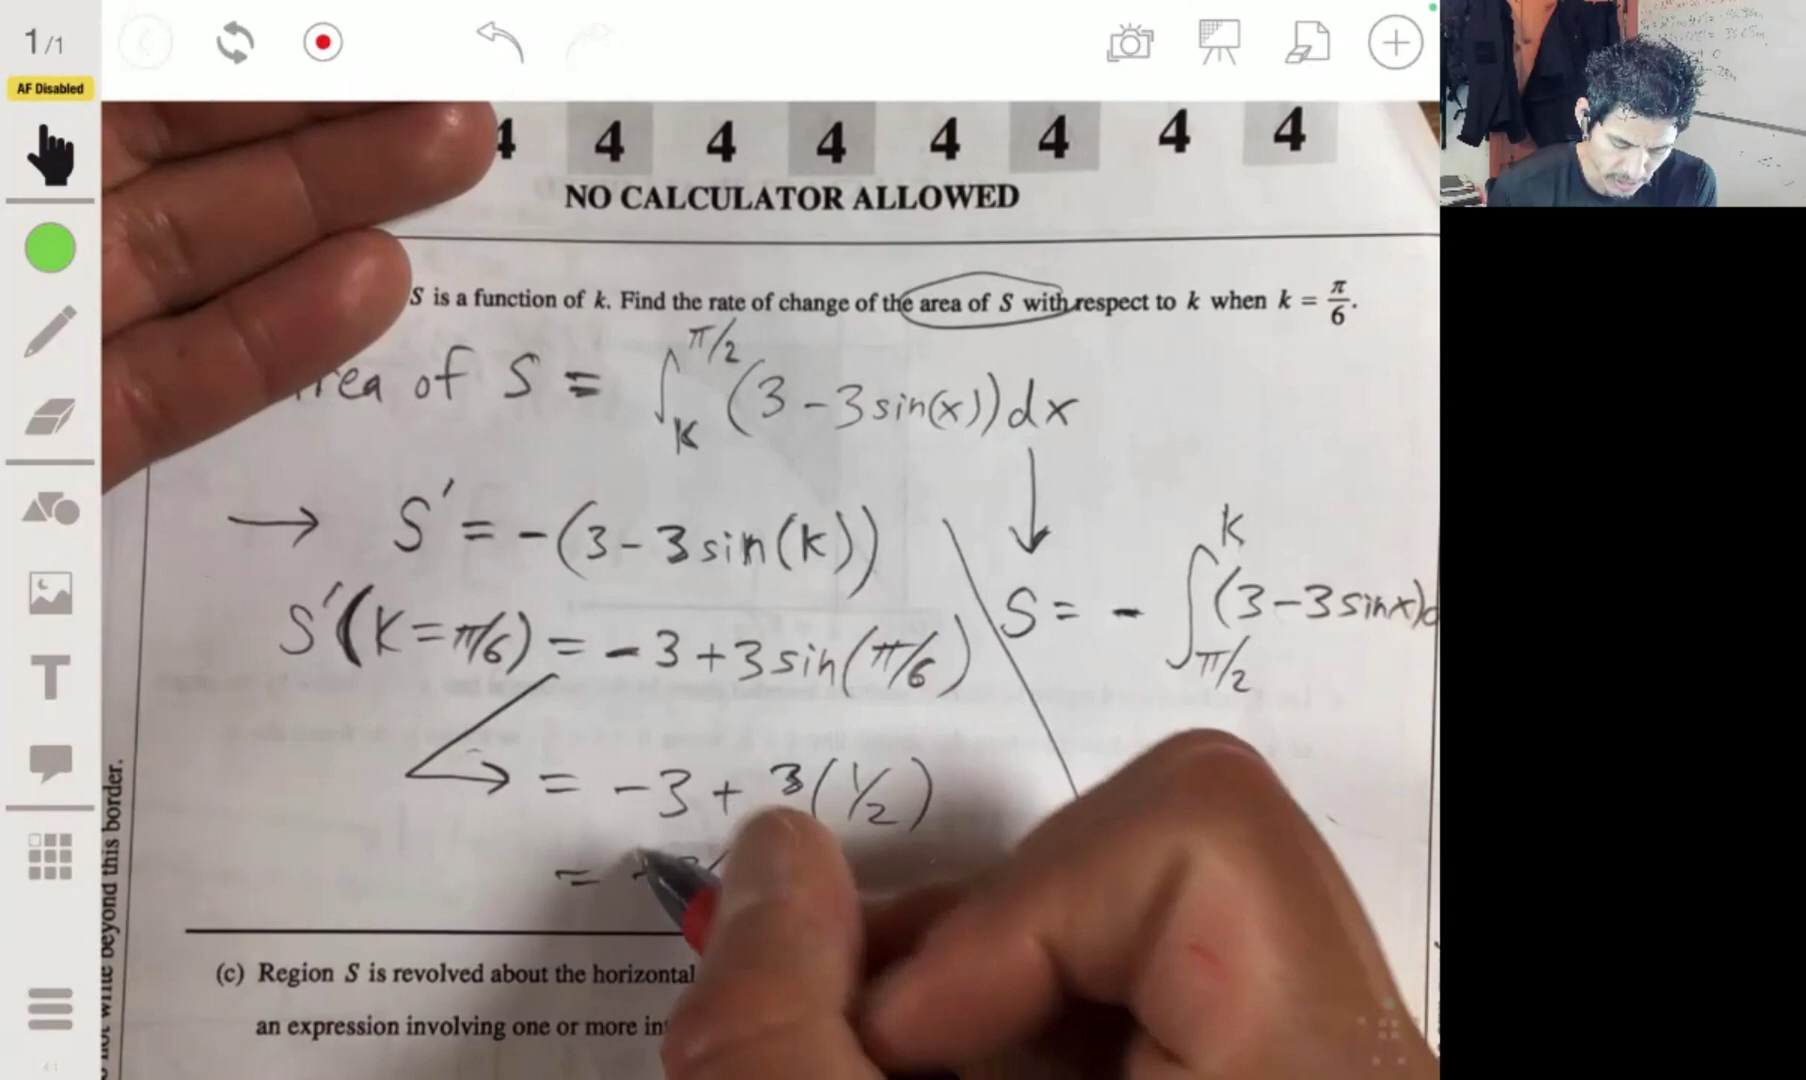 1/1
AF Disabled
4 4 4 4 4 4 4 4
NO CALCULATOR ALLOWED
S is a function of k. Find the rate of change of the area of S with respect to k when k = π/6.
rea of S = ∫_K^{π/2} (3-3sin(x))dx
→ S' = -(3-3sin(k))
S'(K=π/6) = -3+3sin(π/6)
S = - ∫_{π/2}^K (3-3sinx)d
= -3 + 3(1/2)
=
(c) Region S is revolved about the horizontal
an expression involving one or more in
write beyond this border.
T